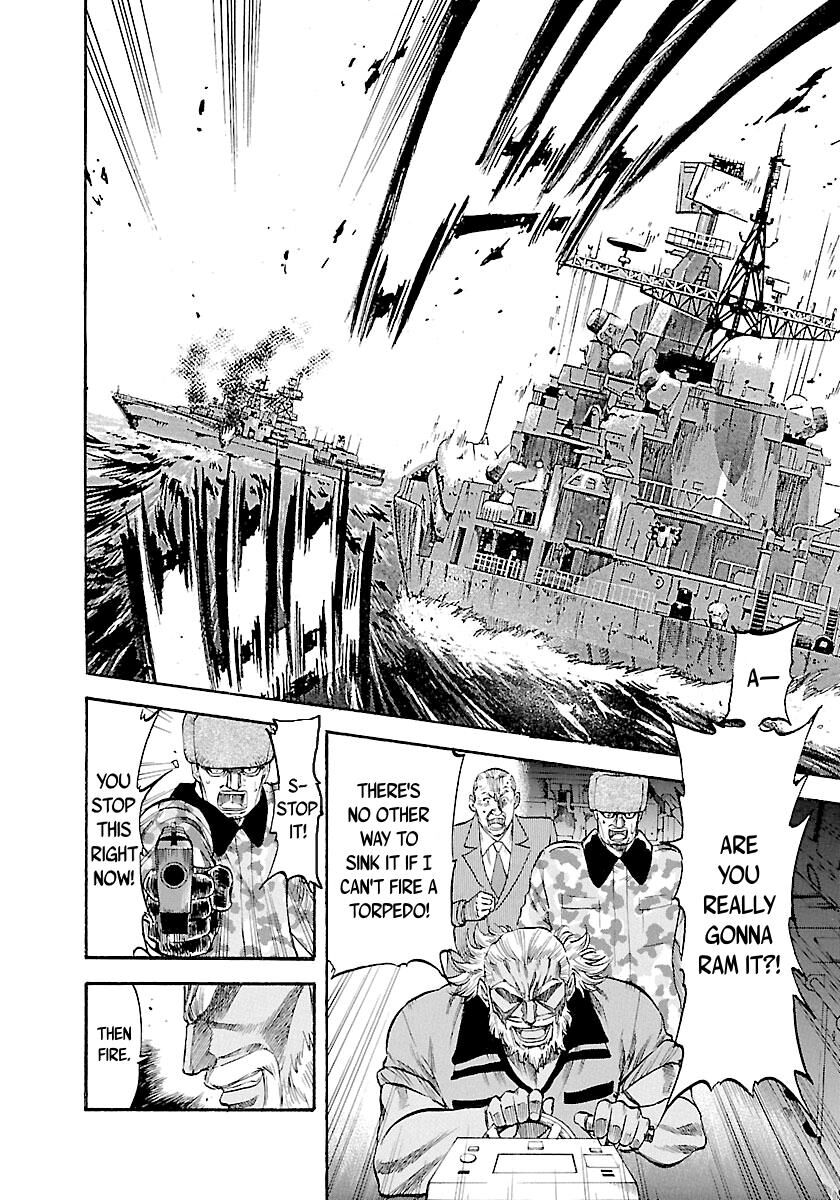 A—
ARE
YOU
REALLY
GONNA
RAM IT?!
THERE'S
NO OTHER
WAY TO
SINK IT IF I
CAN'T FIRE A
TORPEDO!
S-
STOP
IT!
YOU
STOP
THIS
RIGHT
NOW!
THEN
FIRE.